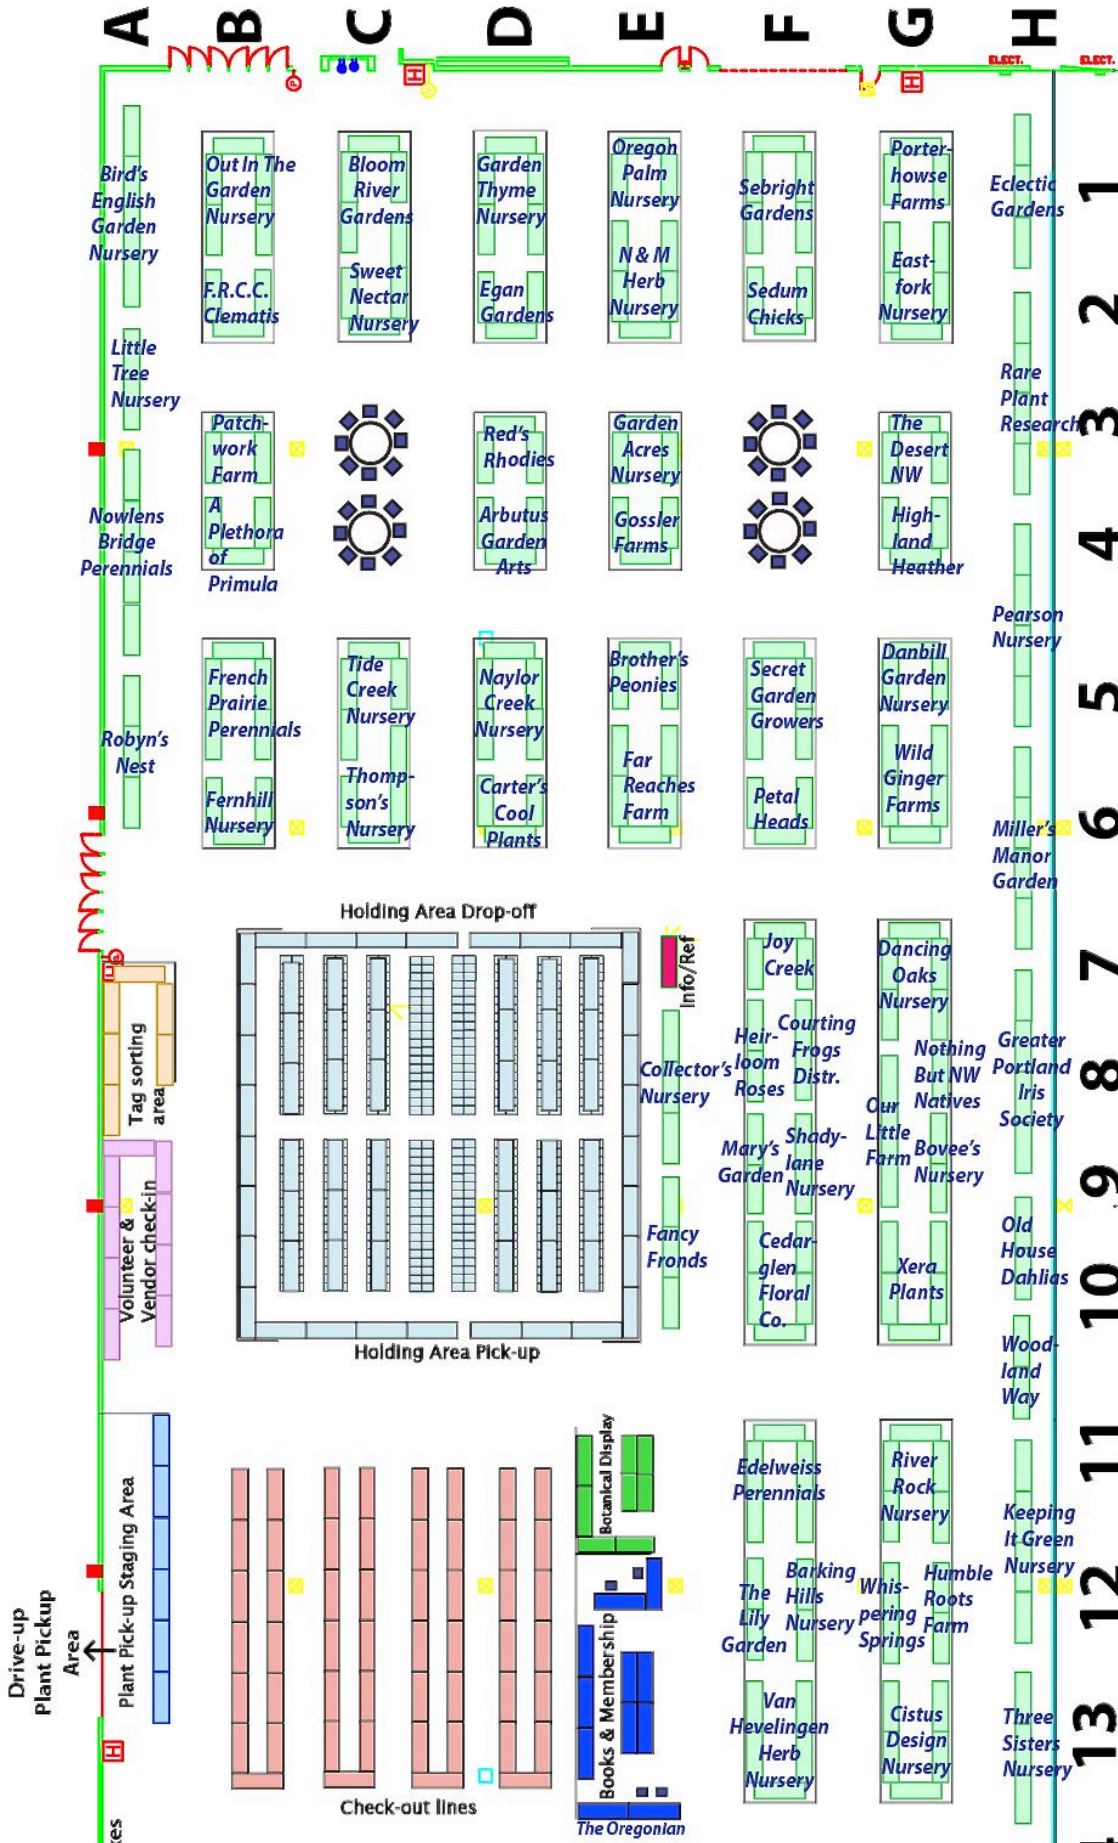 A
B
C
D
E
F
G
H
ELECT.
ELECT.
P
H
H
1
Bird's
English
Garden
Nursery
Out In The
Garden
Nursery
Bloom
River
Gardens
Garden
Thyme
Nursery
Oregon
Palm
Nursery
Sebright
Gardens
Porter-
howse
Farms
Eclectic
Gardens
2
F.R.C.C.
Clematis
Sweet
Nectar
Nursery
Egan
Gardens
N & M
Herb
Nursery
Sedum
Chicks
East-
fork
Nursery
3
Little
Tree
Nursery
Patch-
work
Farm
Red's
Rhodies
Garden
Acres
Nursery
The
Desert
NW
Rare
Plant
Research
4
Nowlens
Bridge
Perennials
A
Plethora
of
Primula
Arbutus
Garden
Arts
Gossler
Farms
High-
land
Heather
Pearson
Nursery
5
Robyn's
Nest
French
Prairie
Perennials
Tide
Creek
Nursery
Naylor
Creek
Nursery
Brother's
Peonies
Secret
Garden
Growers
Danbill
Garden
Nursery
6
Fernhill
Nursery
Thomp-
son's
Nursery
Carter's
Cool
Plants
Far
Reaches
Farm
Petal
Heads
Wild
Ginger
Farms
Miller's
Manor
Garden
Holding Area Drop-off
7
Info/Ref
Joy
Creek
Dancing
Oaks
Nursery
Tag sorting
area
8
Collector's
Nursery
Heir-
loom
Roses
Courting
Frogs
Distr.
Our
Little
Farm
Nothing
But NW
Natives
Greater
Portland
Iris
Society
9
Volunteer &
Vendor check-in
Mary's
Garden
Shady-
lane
Nursery
Bovee's
Nursery
10
Fancy
Fronds
Cedar-
glen
Floral
Co.
Xera
Plants
Old
House
Dahlias
Holding Area Pick-up
Wood-
land
Way
11
Plant Pick-up Staging Area
Botanical Display
Edelweiss
Perennials
River
Rock
Nursery
Keeping
It Green
Nursery
12
Drive-up
Plant Pickup
Area
The
Lily
Garden
Barking
Hills
Nursery
Whis-
pering
Springs
Humble
Roots
Farm
13
H
Books & Membership
Van
Hevelingen
Herb
Nursery
Cistus
Design
Nursery
Three
Sisters
Nursery
Check-out lines
The Oregonian